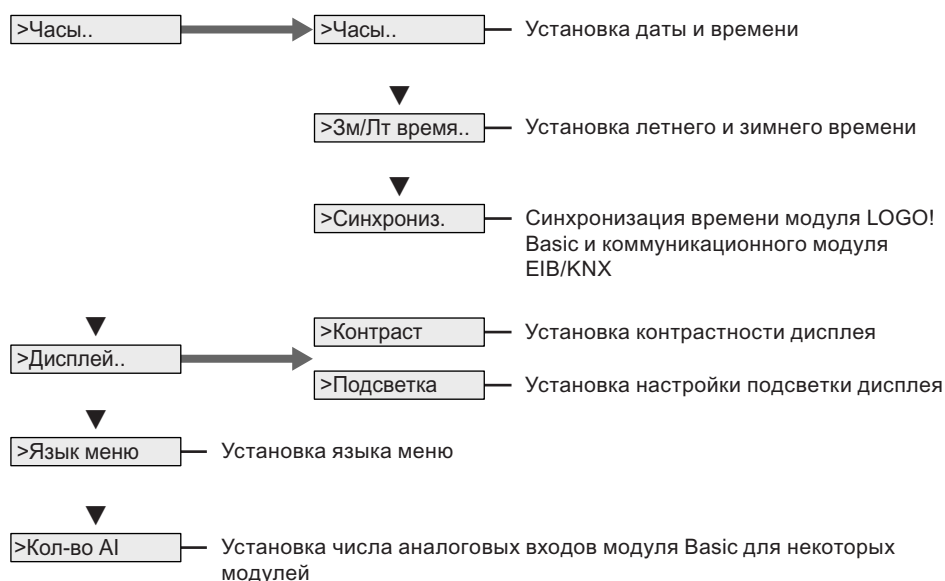 >Часы..
>Часы..
Установка даты и времени
>Зм/Лт время..
Установка летнего и зимнего времени
>Синхрониз.
Синхронизация времени модуля LOGO!
Basic и коммуникационного модуля
EIB/KNX
>Дисплей..
>Контраст
Установка контрастности дисплея
>Подсветка
Установка настройки подсветки дисплея
>Язык меню
Установка языка меню
>Кол-во AI
Установка числа аналоговых входов модуля Basic для некоторых
модулей